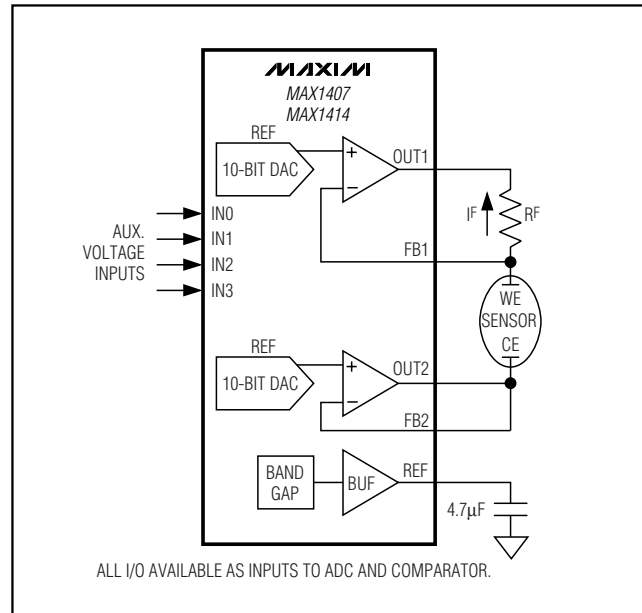 MAXIM
MAX1407
MAX1414
REF
10-BIT DAC
+
−
OUT1
IF
RF
FB1
AUX.
VOLTAGE
INPUTS
IN0
IN1
IN2
IN3
WE
SENSOR
CE
REF
10-BIT DAC
+
−
OUT2
FB2
BAND
GAP
BUF
REF
4.7µF
ALL I/O AVAILABLE AS INPUTS TO ADC AND COMPARATOR.